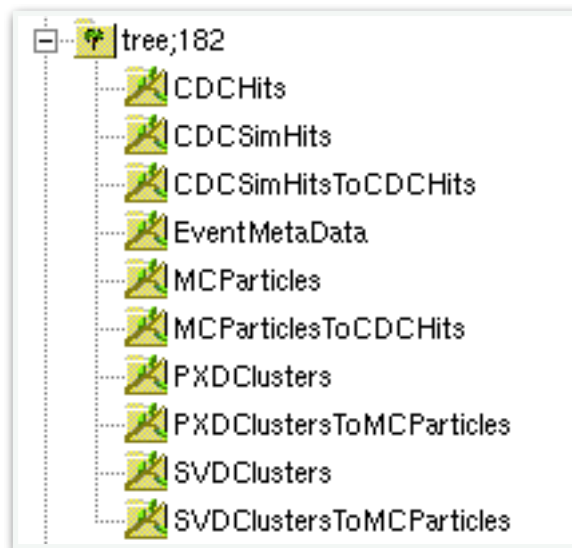 tree;182
CDCHits
CDCSimHits
CDCSimHitsToCDCHits
EventMetaData
MCParticles
MCParticlesToCDCHits
PXDClusters
PXDClustersToMCParticles
SVDClusters
SVDClustersToMCParticles